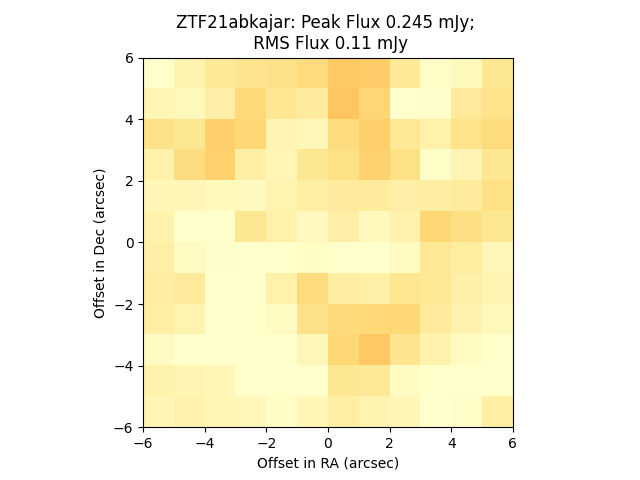 ZTF21abkajar: Peak Flux 0.245 mJy;
RMS Flux 0.11 mJy
6
4
2
0
−2
−4
−6
Offset in Dec (arcsec)
−6 −4 −2 0 2 4 6
Offset in RA (arcsec)